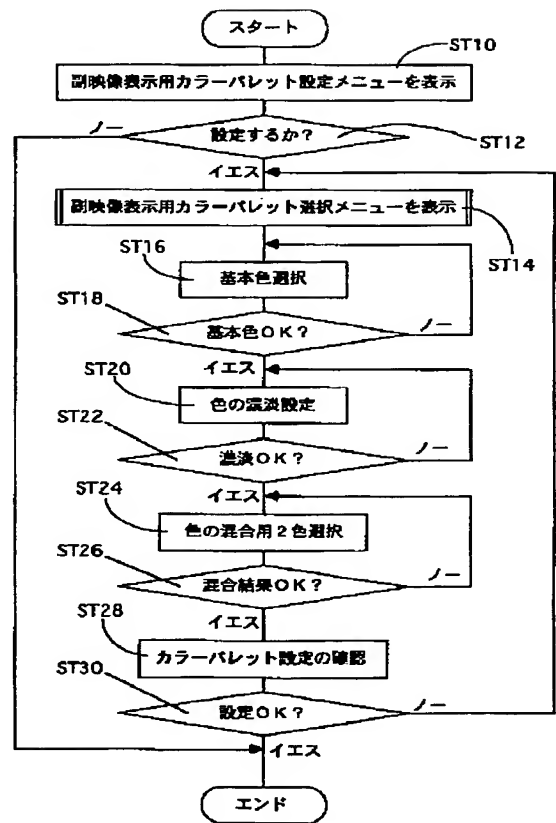 スタート
ST10
副映像表示用カラーパレット設定メニューを表示
ノー
設定するか？
ST12
イエス
副映像表示用カラーパレット選択メニューを表示
ST14
ST16
基本色選択
ST18
基本色OK？
ノー
イエス
ST20
色の濃淡設定
ST22
濃淡OK？
ノー
イエス
ST24
色の混合用２色選択
ST26
混合結果OK？
ノー
イエス
ST28
カラーパレット設定の確認
ST30
設定OK？
ノー
イエス
エンド